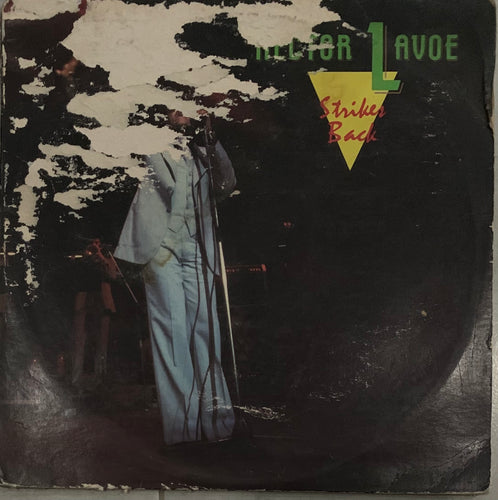 HECTOR LAVOE
Strikes
Back